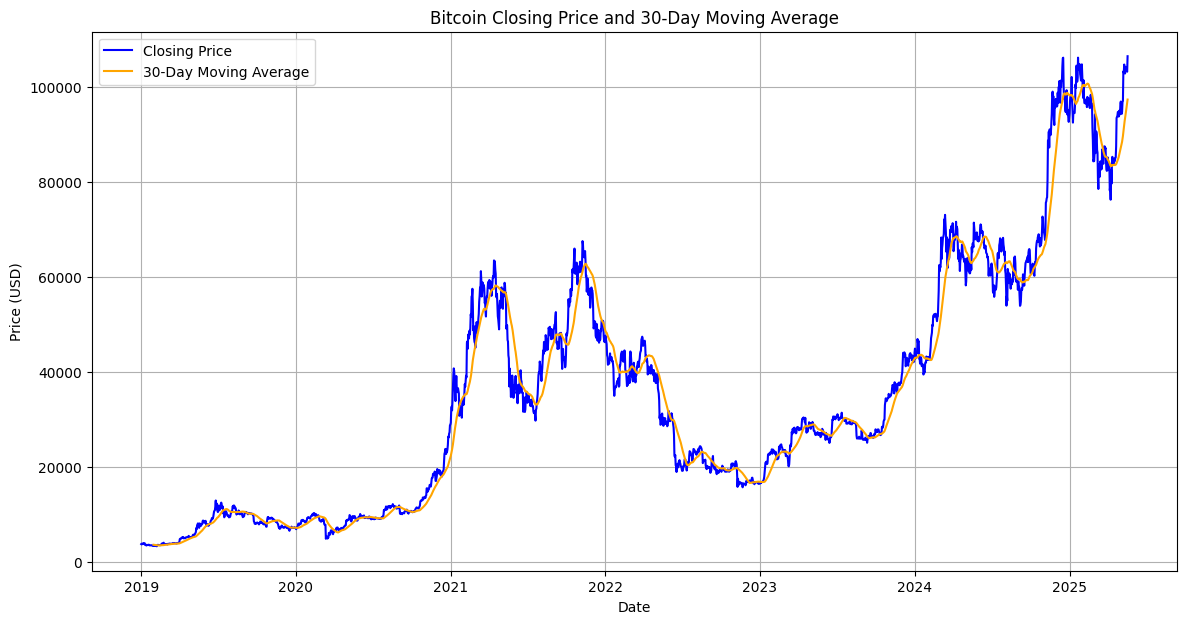 Bitcoin Closing Price and 30-Day Moving Average
Closing Price
30-Day Moving Average
Price (USD)
100000
80000
60000
40000
20000
0
2019 2020 2021 2022 2023 2024 2025
Date